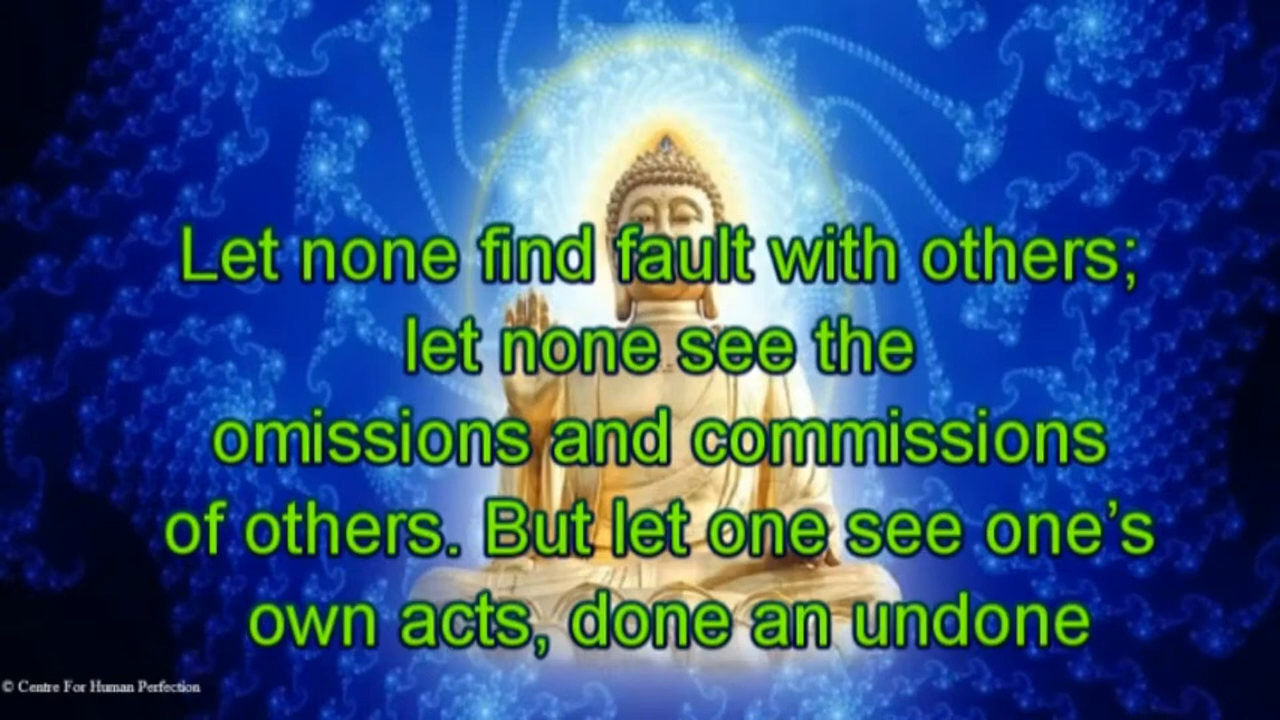 Let none find fault with others;
let none see the
omissions and commissions
of others. But let one see one’s
own acts, done an undone
© Centre For Human Perfection